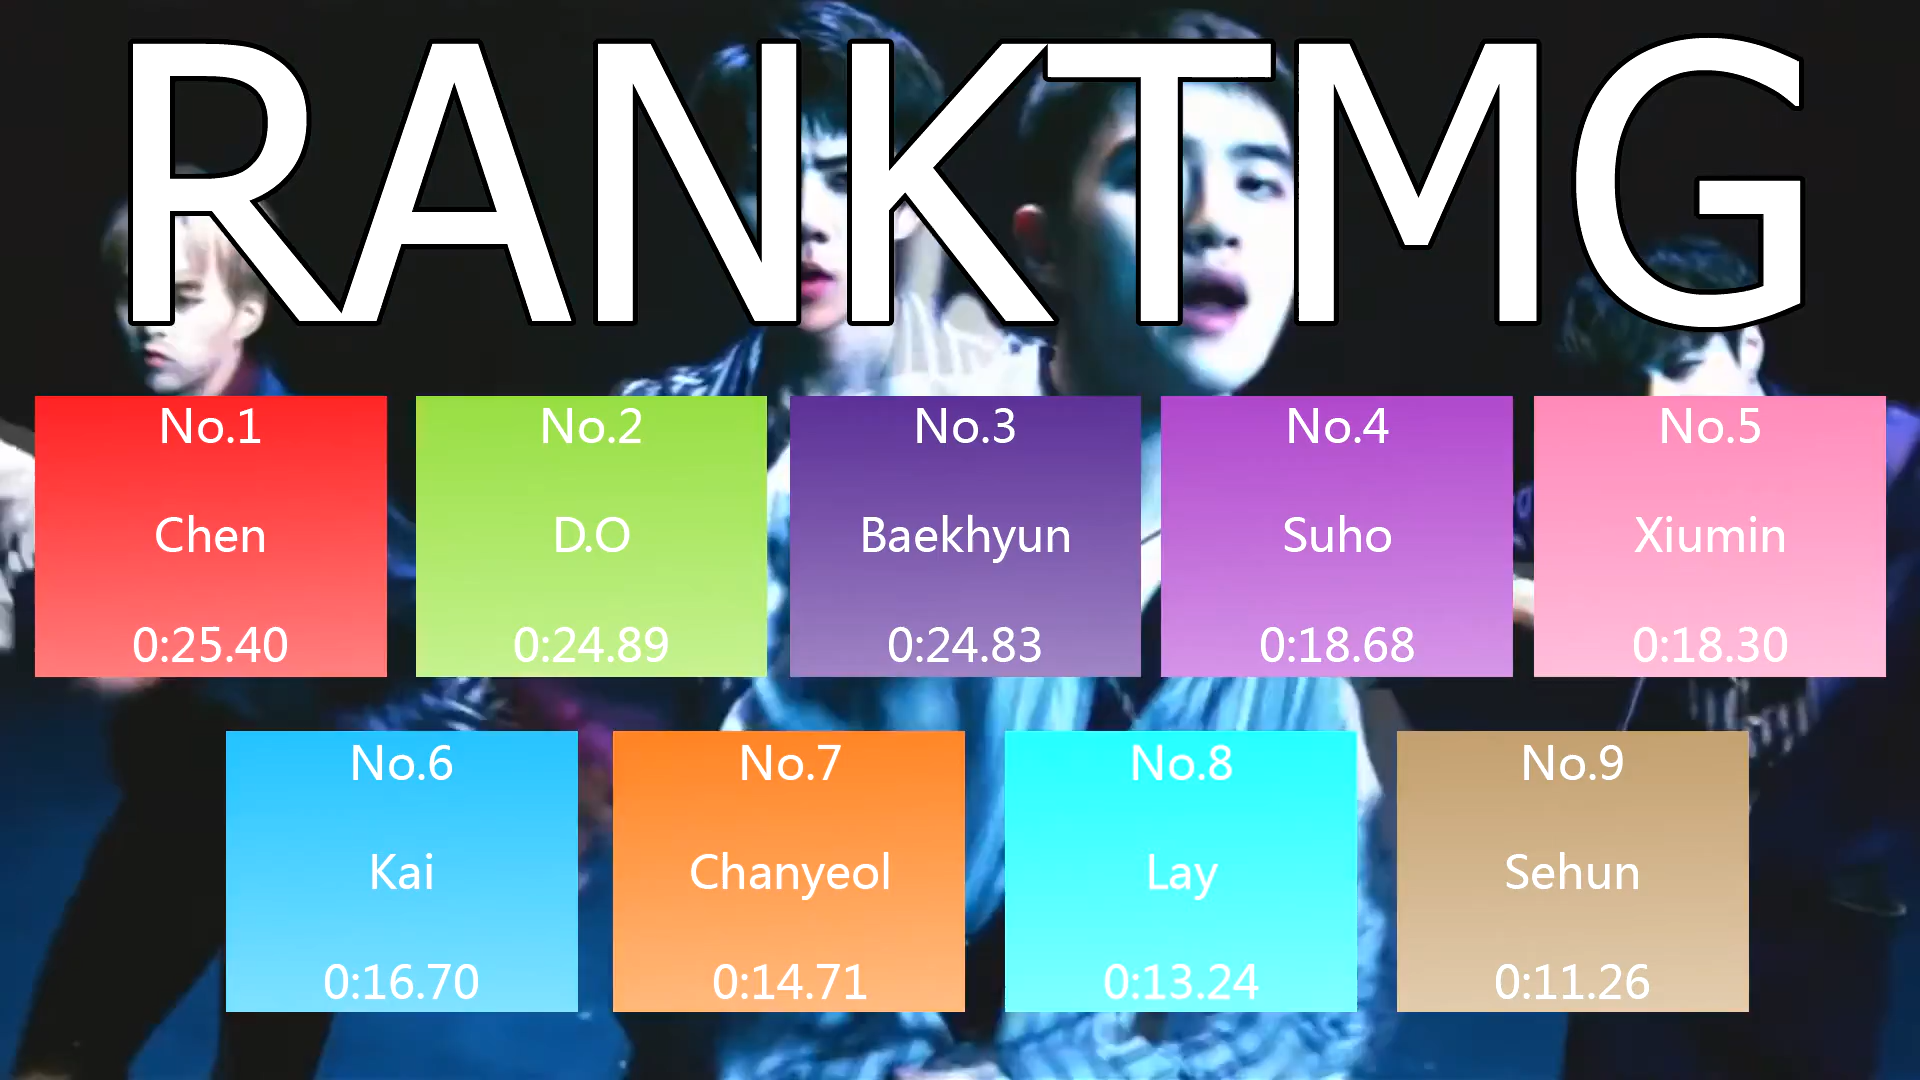 RANKTMG
No.1
Chen
0:25.40
No.2
D.O
0:24.89
No.3
Baekhyun
0:24.83
No.4
Suho
0:18.68
No.5
Xiumin
0:18.30
No.6
Kai
0:16.70
No.7
Chanyeol
0:14.71
No.8
Lay
0:13.24
No.9
Sehun
0:11.26